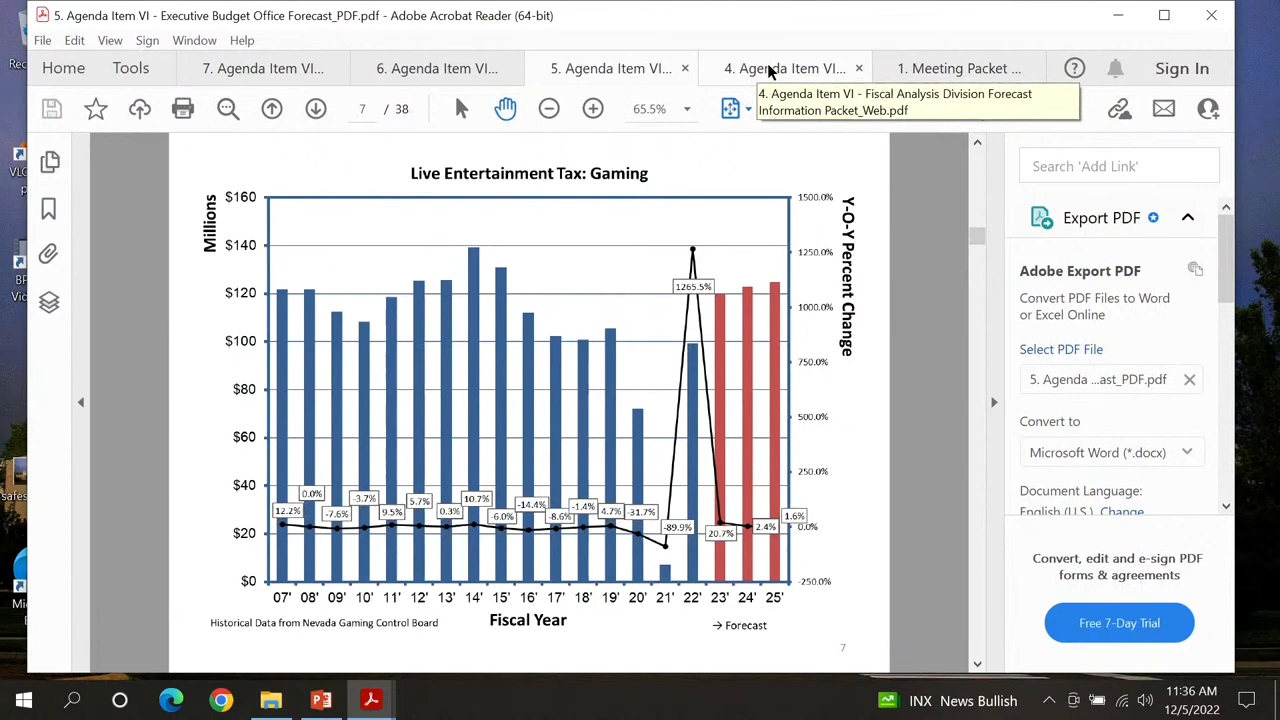 5. Agenda Item VI - Executive Budget Office Forecast_PDF.pdf - Adobe Acrobat Reader (64-bit)
File Edit View Sign Window Help
Home Tools 7. Agenda Item VI... 6. Agenda Item VI... 5. Agenda Item VI... × 4. Agenda Item VI... × 1. Meeting Packet ... Sign In
4. Agenda Item VI - Fiscal Analysis Division Forecast
Information Packet_Web.pdf
7 / 38 65.5%
Search 'Add Link'
Export PDF
Adobe Export PDF
Convert PDF Files to Word
or Excel Online
Select PDF File
5. Agenda ...ast_PDF.pdf
Convert to
Microsoft Word (*.docx)
Document Language:
English (U.S.) Change
Convert, edit and e-sign PDF
forms & agreements
Free 7-Day Trial
Live Entertainment Tax: Gaming
Millions
$160
$140
$120
$100
$80
$60
$40
$20
$0
1500.0%
1250.0%
1000.0%
750.0%
500.0%
250.0%
0.0%
-250.0%
Y-O-Y Percent Change
12.2% 0.0% -7.6% -3.7% 9.5% 5.7% 0.3% 10.7% -6.0% -14.4% -8.6% -1.4% 4.7% -31.7% -89.9% 1265.5% 20.7% 2.4% 1.6%
07' 08' 09' 10' 11' 12' 13' 14' 15' 16' 17' 18' 19' 20' 21' 22' 23' 24' 25'
Historical Data from Nevada Gaming Control Board
Fiscal Year
→ Forecast
7
INX News Bullish
11:36 AM
12/5/2022